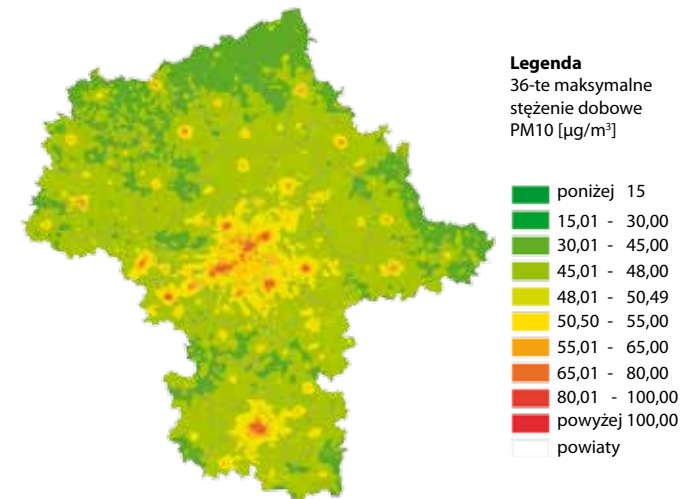 Legenda
36-te maksymalne
stężenie dobowe
PM10 [µg/m³]
poniżej 15
15,01 - 30,00
30,01 - 45,00
45,01 - 48,00
48,01 - 50,49
50,50 - 55,00
55,01 - 65,00
65,01 - 80,00
80,01 - 100,00
powyżej 100,00
powiaty